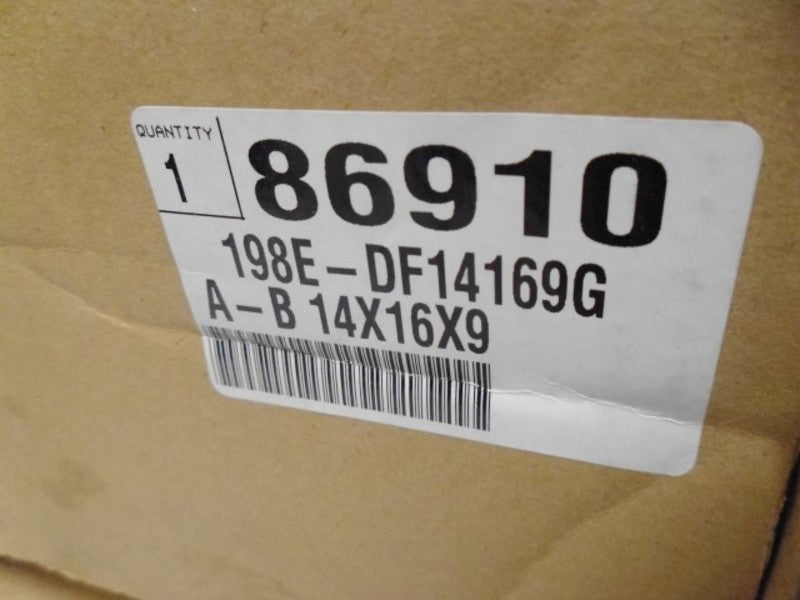 QUANTITY
1
86910
198E-DF14169G
A-B 14X16X9